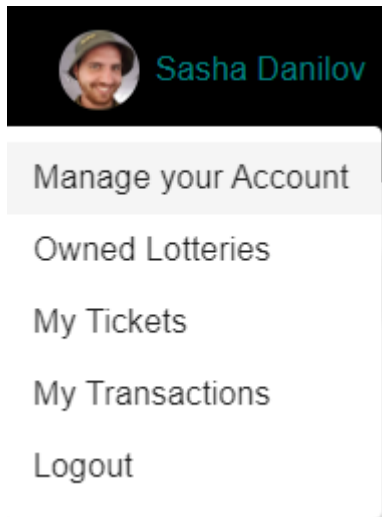 Sasha Danilov
Manage your Account
Owned Lotteries
My Tickets
My Transactions
Logout